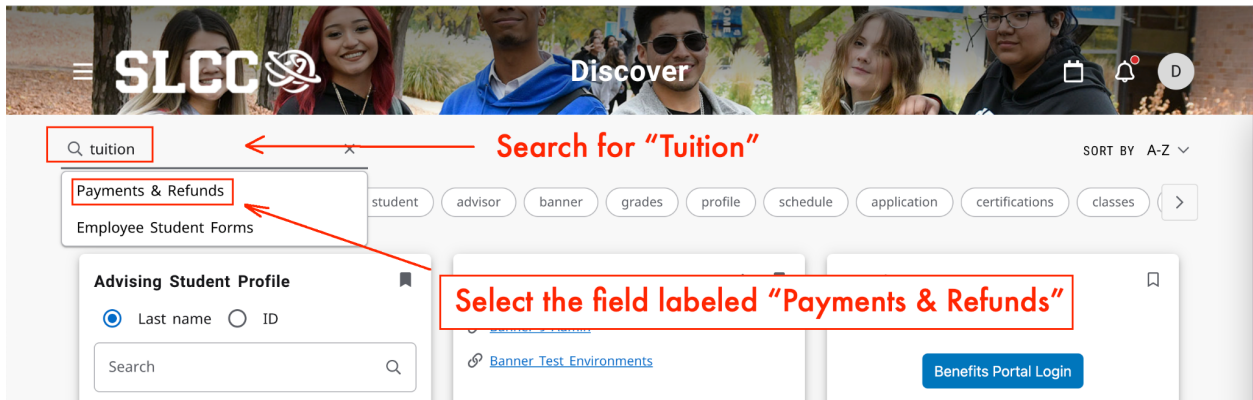 SLCC
Discover
D
tuition
Search for “Tuition”
SORT BY A-Z
Payments & Refunds
Employee Student Forms
student
advisor
banner
grades
profile
schedule
application
certifications
classes
Advising Student Profile
Last name
ID
Search
Select the field labeled “Payments & Refunds”
Banner Test Environments
Benefits Portal Login